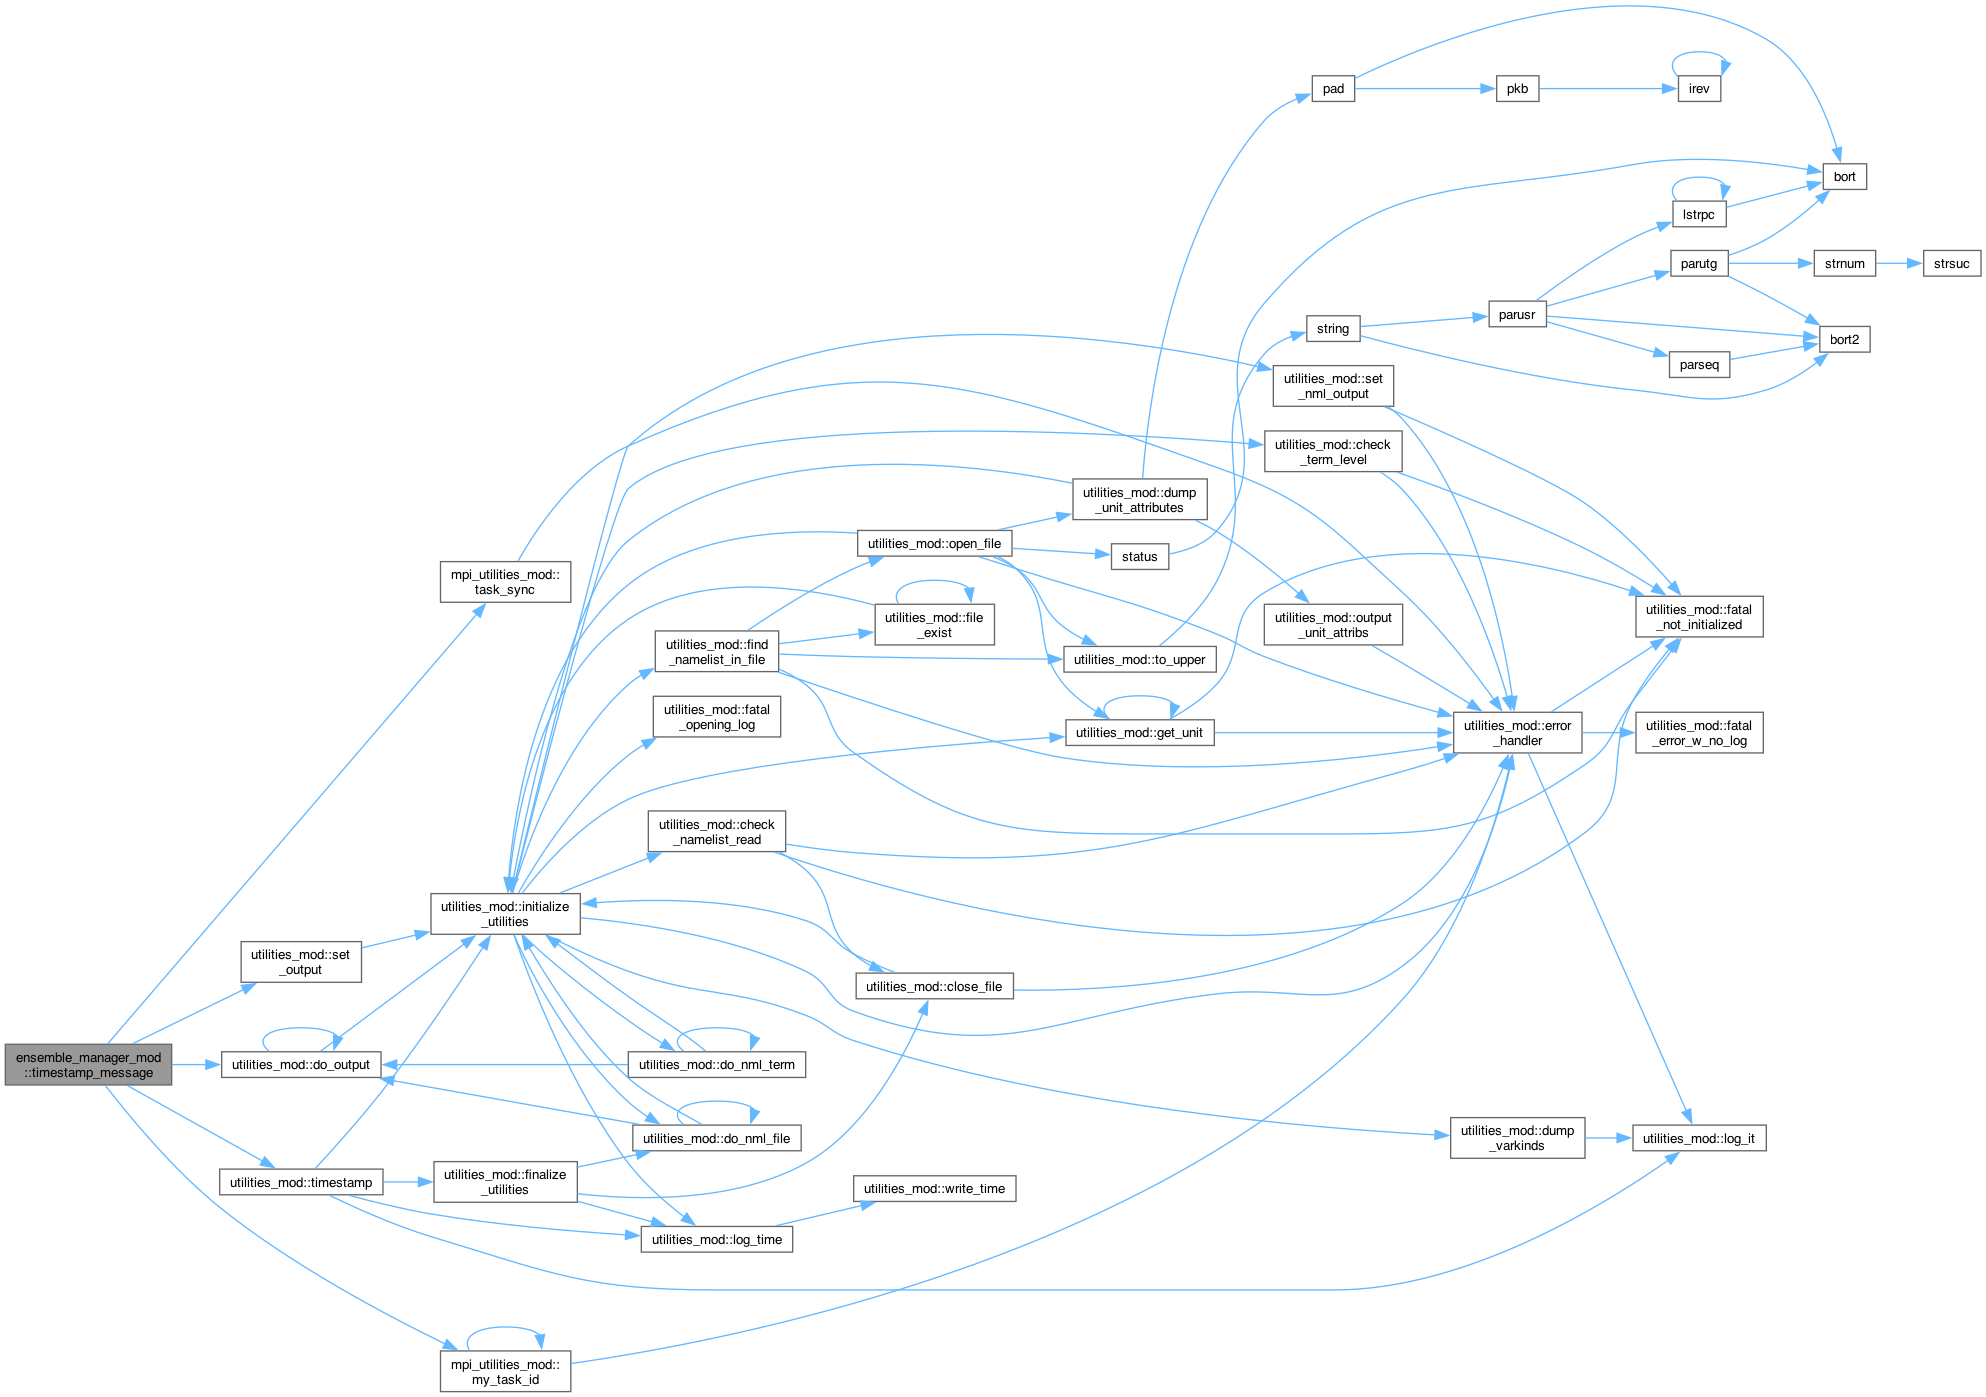 pad
pkb
irev
bort
lstrpc
parutg
strnum
strsuc
string
parusr
bort2
parseq
utilities_mod::set
_nml_output
utilities_mod::check
_term_level
utilities_mod::dump
_unit_attributes
utilities_mod::open_file
status
mpi_utilities_mod::
task_sync
utilities_mod::file
_exist
utilities_mod::output
_unit_attribs
utilities_mod::fatal
_not_initialized
utilities_mod::find
_namelist_in_file
utilities_mod::to_upper
utilities_mod::fatal
_opening_log
utilities_mod::get_unit
utilities_mod::error
_handler
utilities_mod::fatal
_error_w_no_log
utilities_mod::check
_namelist_read
utilities_mod::initialize
_utilities
utilities_mod::set
_output
utilities_mod::close_file
ensemble_manager_mod
::timestamp_message
utilities_mod::do_output
utilities_mod::do_nml_term
utilities_mod::do_nml_file
utilities_mod::dump
_varkinds
utilities_mod::log_it
utilities_mod::timestamp
utilities_mod::finalize
_utilities
utilities_mod::write_time
utilities_mod::log_time
mpi_utilities_mod::
my_task_id